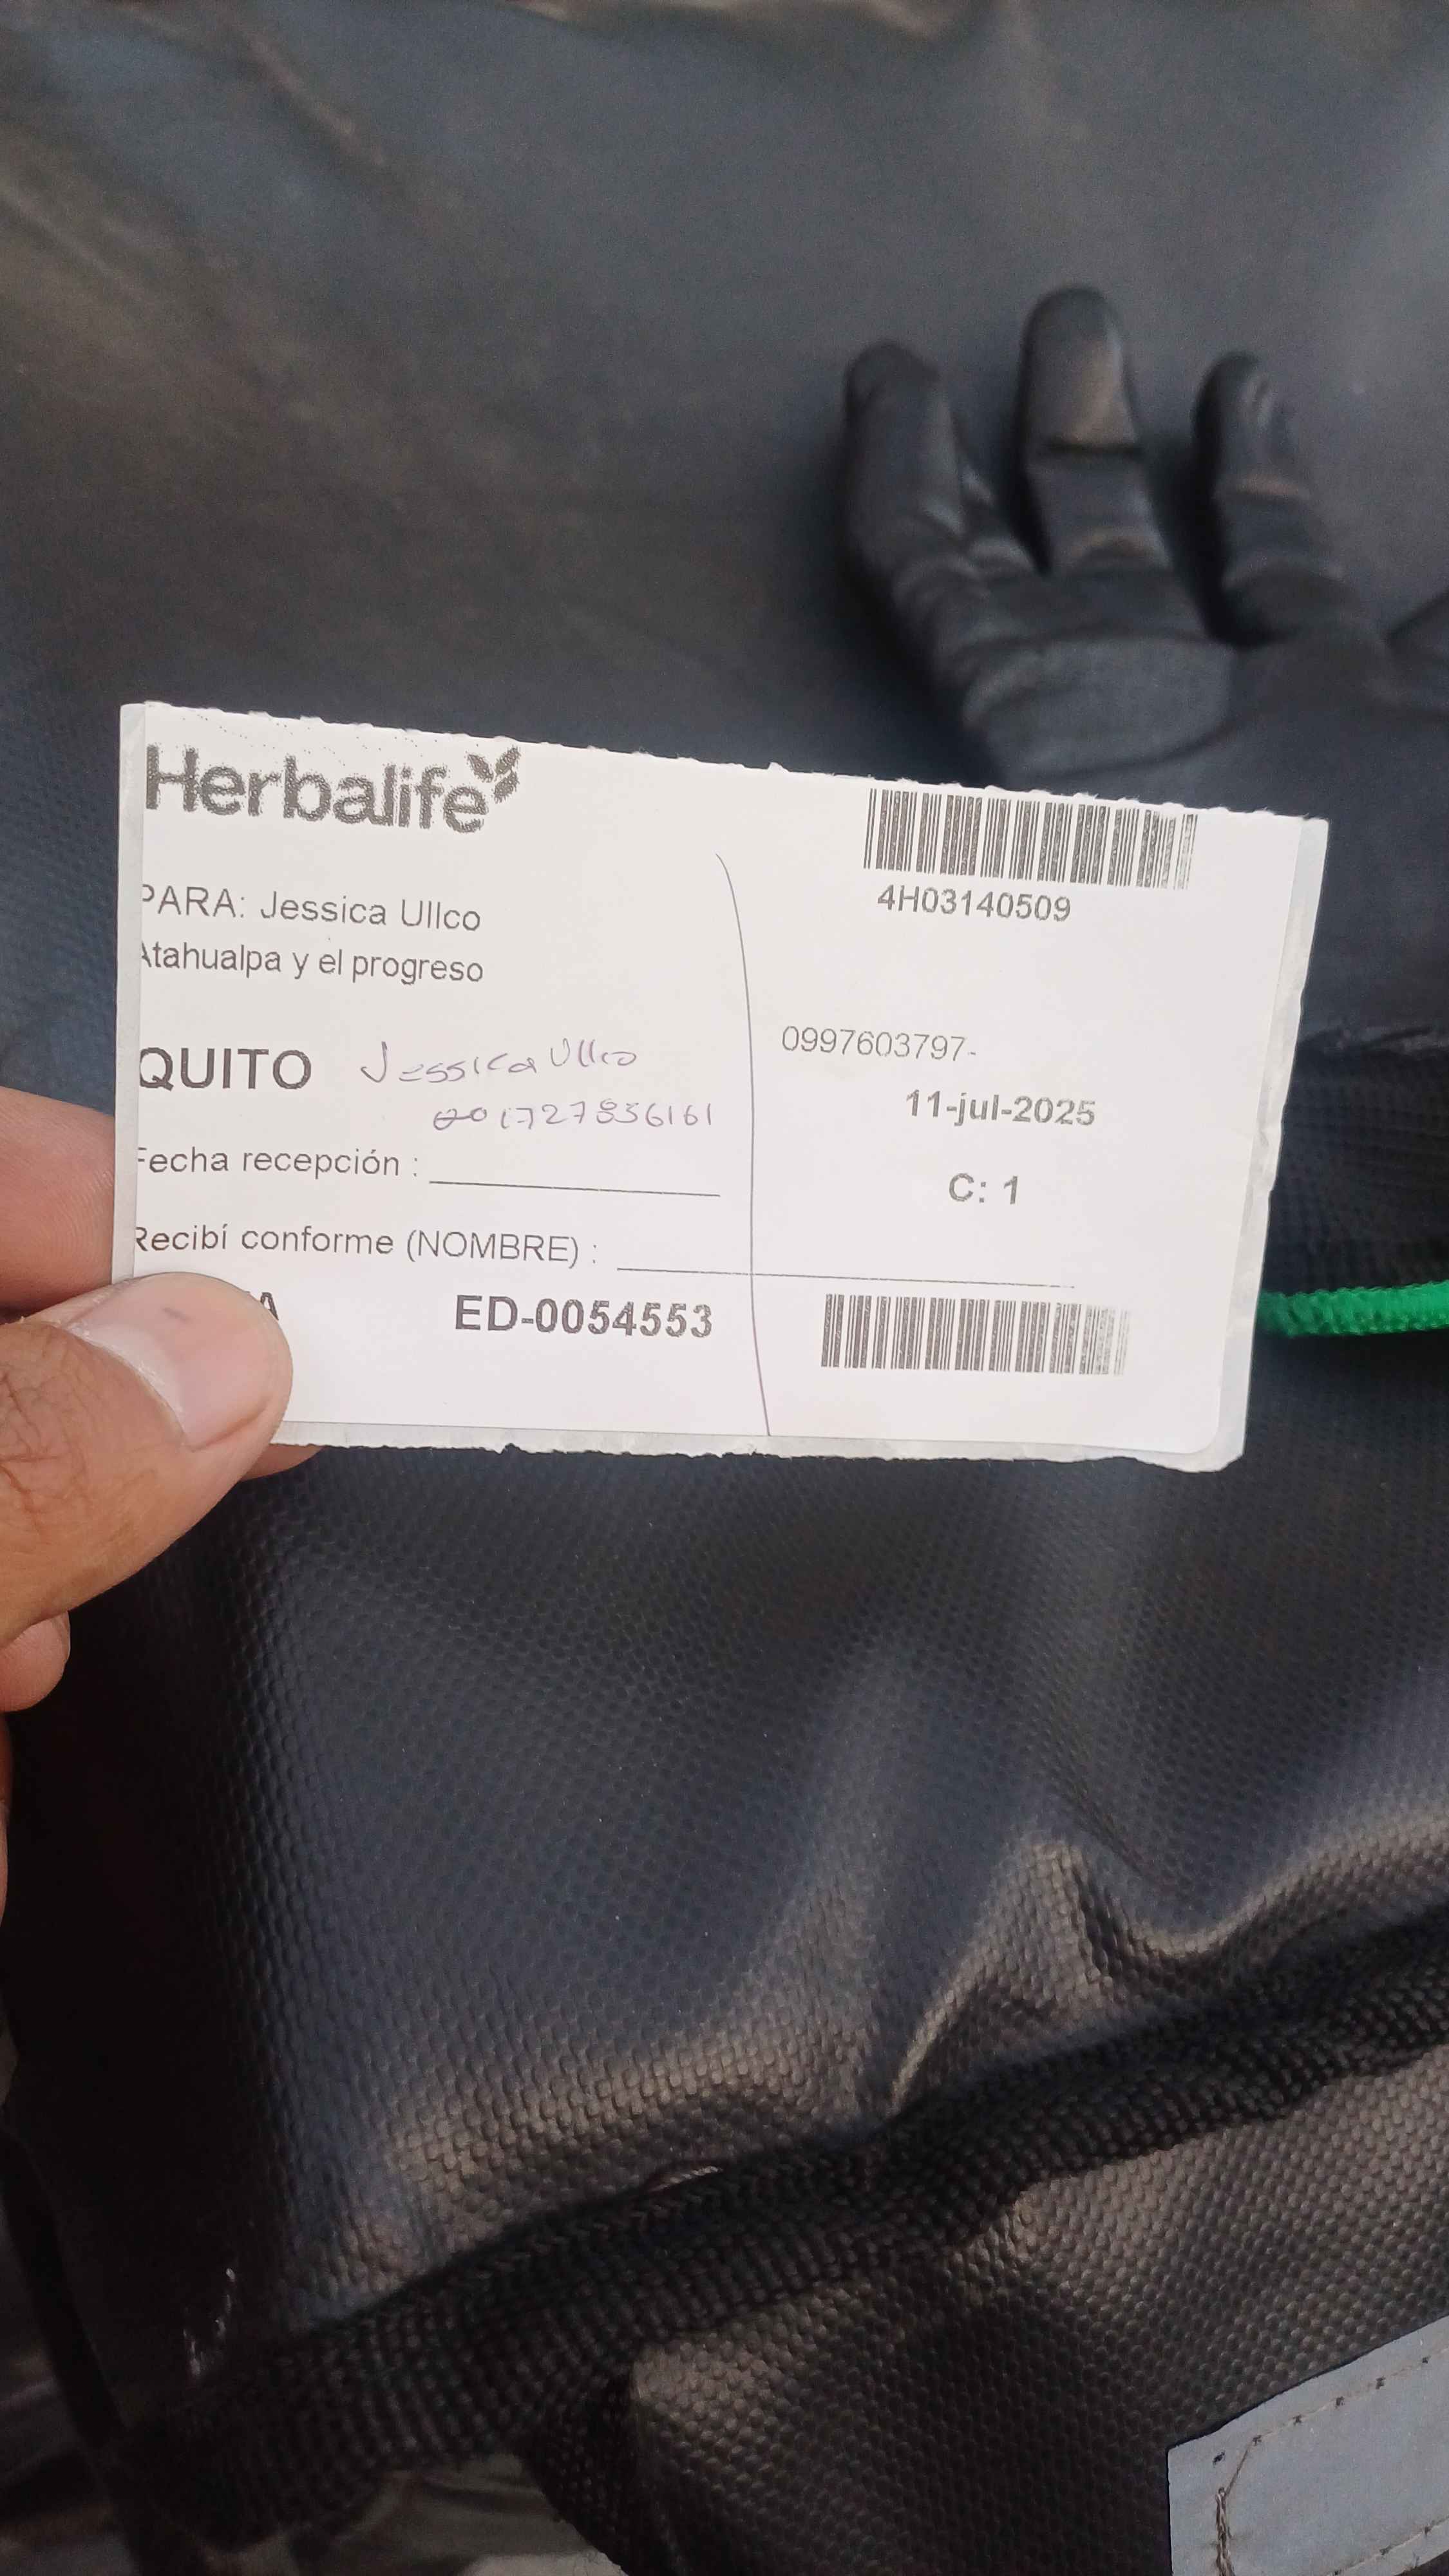 Herbalife
4H03140509
PARA: Jessica Ullco
Atahualpa y el progreso
QUITO
Jessica Ullco
0997603797-
11-jul-2025
Fecha recepción :
C: 1
Recibí conforme (NOMBRE) :
ED-0054553